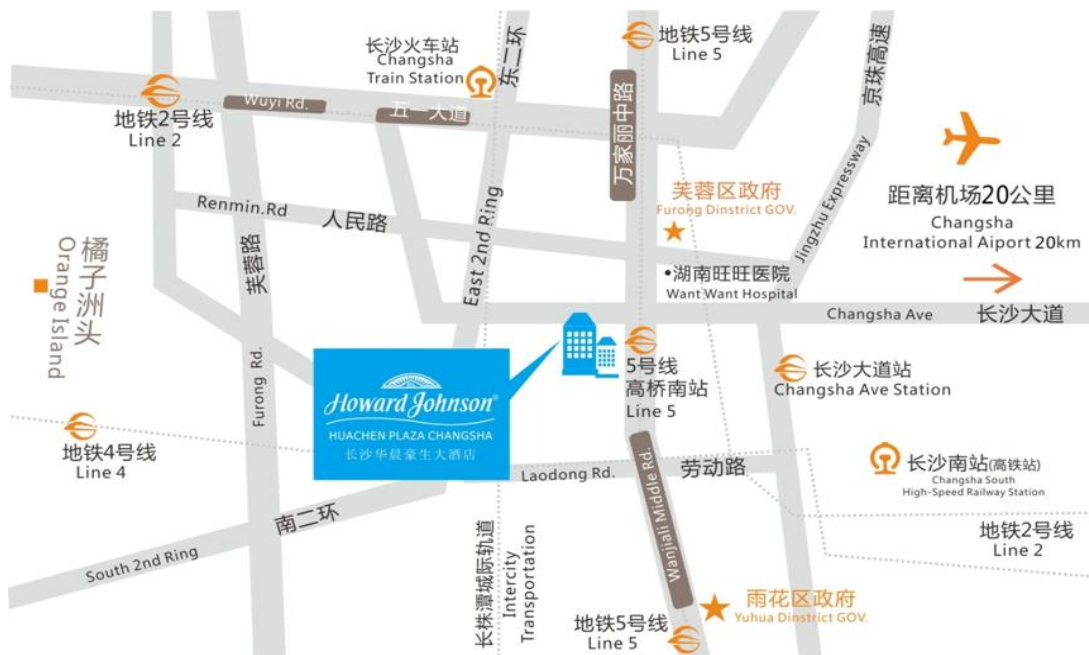 长沙火车站
Changsha
Train Station
东二环
地铁5号线
Line 5
京珠高速
地铁2号线
Line 2
Wuyi Rd.
五一大道
万家丽中路
芙蓉区政府
Furong Dinstrict GOV.
距离机场20公里
Changsha
International Aiport 20km
Jingzhu Expressway
Renmin.Rd
人民路
East 2nd Ring
芙蓉路
橘子洲头
Orange Island
•湖南旺旺医院
Want Want Hospital
Changsha Ave
长沙大道
Furong Rd.
Howard Johnson®
HUACHEN PLAZA CHANGSHA
长沙华晨豪生大酒店
5号线
高桥南站
Line 5
长沙大道站
Changsha Ave Station
地铁4号线
Line 4
Laodong Rd.
劳动路
Wanjiali Middle Rd.
长沙南站(高铁站)
Changsha South
High-Speed Railway Station
南二环
South 2nd Ring
地铁2号线
Line 2
长株潭城际轨道
Intercity
Transportation
雨花区政府
Yuhua Dinstrict GOV.
地铁5号线
Line 5